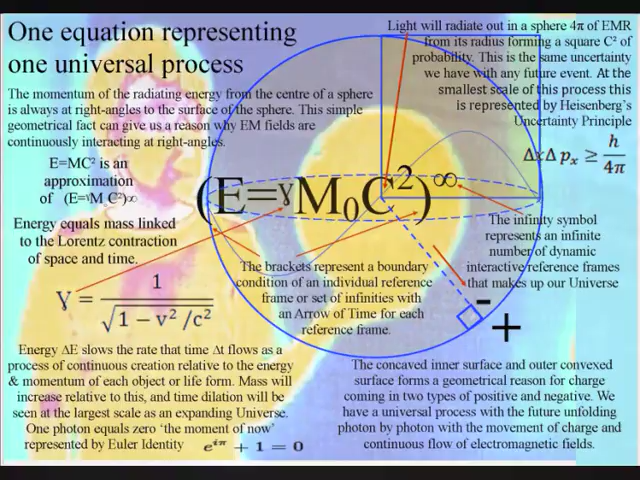 One equation representing
one universal process
The momentum of the radiating energy from the centre of a sphere
is always at right-angles to the surface of the sphere. This simple
geometrical fact can give us a reason why EM fields are
continuously interacting at right-angles.
Light will radiate out in a sphere 4π of EMR
from its radius forming a square C² of
probability. This is the same uncertainty
we have with any future event. At the
smallest scale of this process this
is represented by Heisenberg's
Uncertainty Principle
Δx Δ pₓ ≥ h/4π
E=MC² is an
approximation
of (E=ɣM C²)∞
(E=ɣM₀C²)∞
Energy equals mass linked
to the Lorentz contraction
of space and time.
ɣ = 1/√(1 − v²/c²)
The brackets represent a boundary
condition of an individual reference
frame or set of infinities with
an Arrow of Time for each
reference frame.
The infinity symbol
represents an infinite
number of dynamic
interactive reference frames
that makes up our Universe
-
+
Energy ΔE slows the rate that time Δt flows as a
process of continuous creation relative to the energy
& momentum of each object or life form. Mass will
increase relative to this, and time dilation will be
seen at the largest scale as an expanding Universe.
One photon equals zero 'the moment of now'
represented by Euler Identity e^iπ + 1 = 0
The concaved inner surface and outer convexed
surface forms a geometrical reason for charge
coming in two types of positive and negative. We
have a universal process with the future unfolding
photon by photon with the movement of charge and
continuous flow of electromagnetic fields.